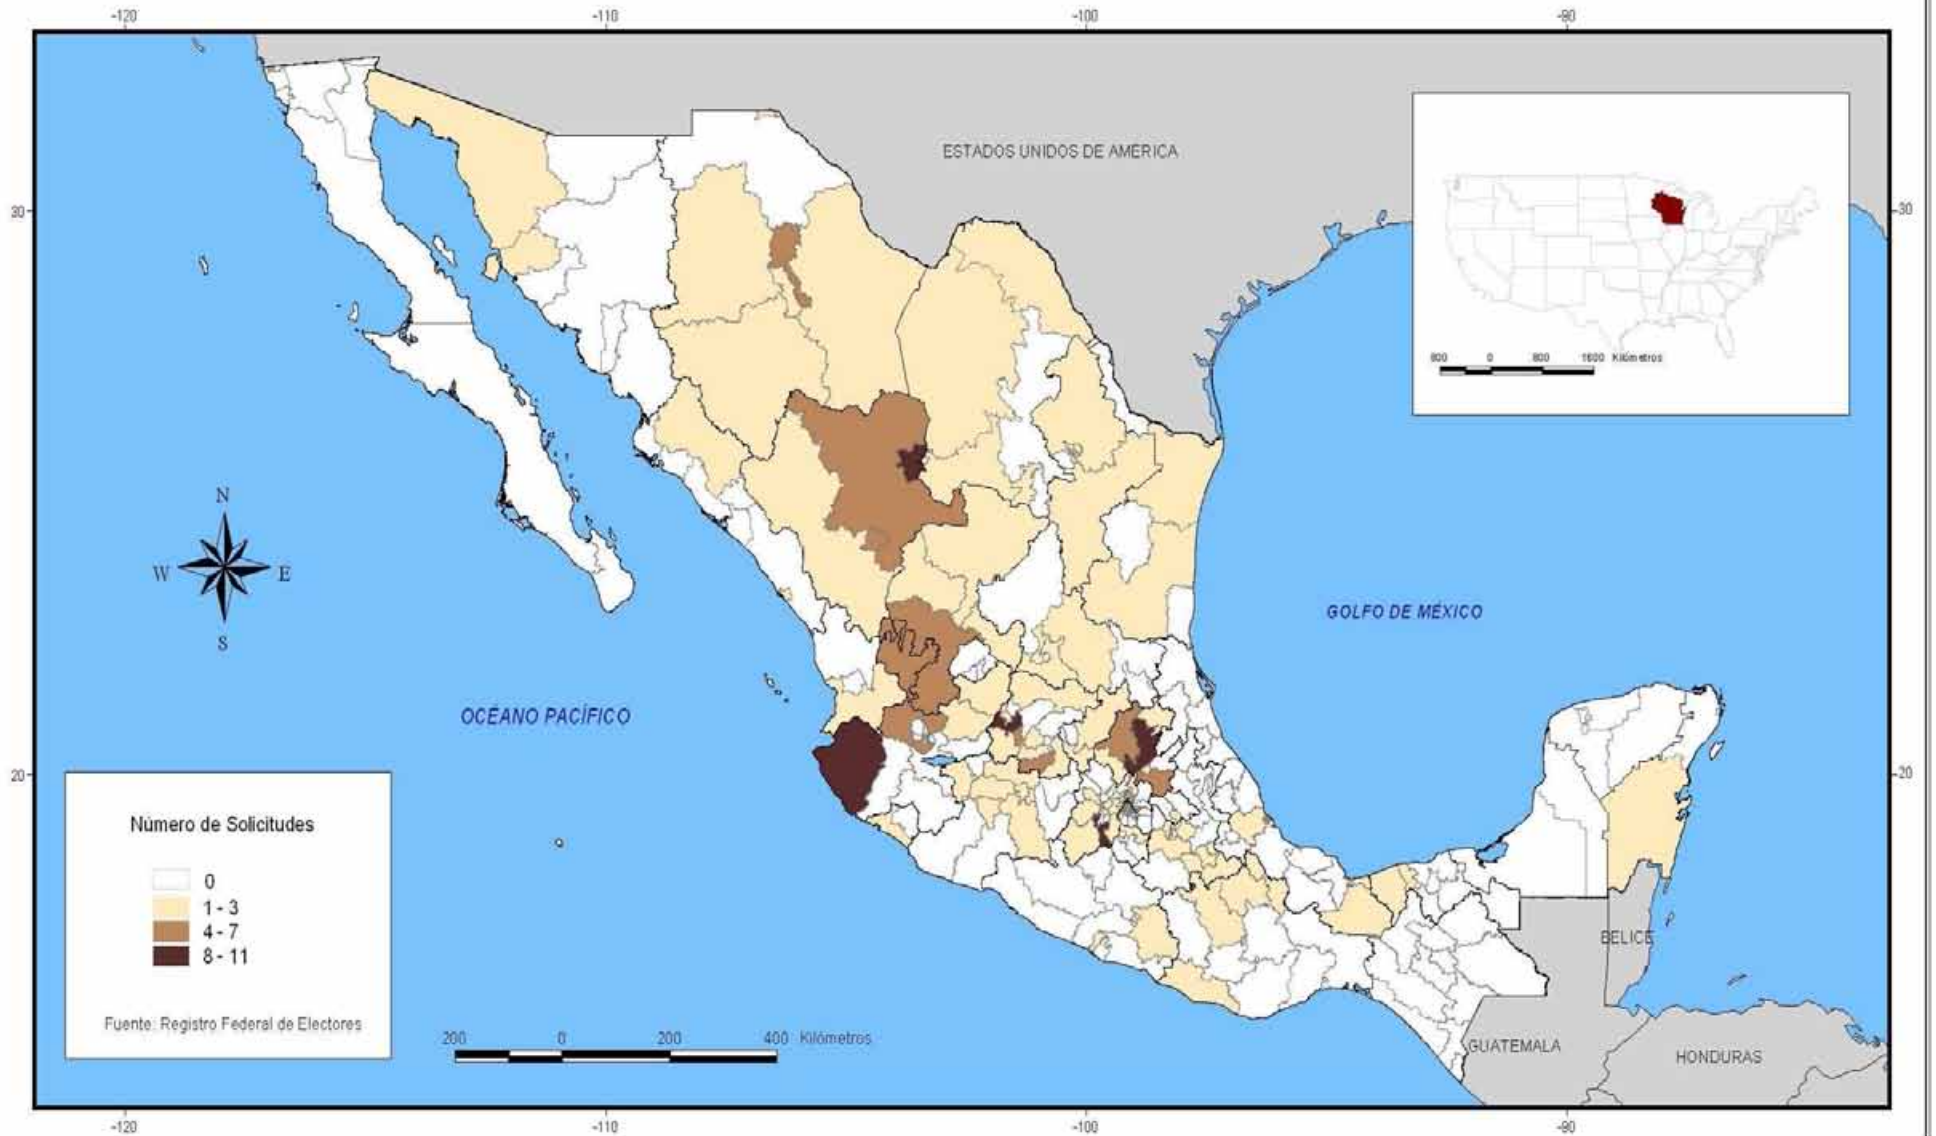 -120 -110 -100 -90
ESTADOS UNIDOS DE AMERICA
30 30
800 0 800 1600 Kilómetros
N
W E
S
GOLFO DE MÉXICO
OCÉANO PACÍFICO
20 20
Número de Solicitudes
0
1 - 3
4 - 7
8 - 11
Fuente: Registro Federal de Electores
200 0 200 400 Kilómetros
BELICE
GUATEMALA
HONDURAS
-120 -110 -100 -90